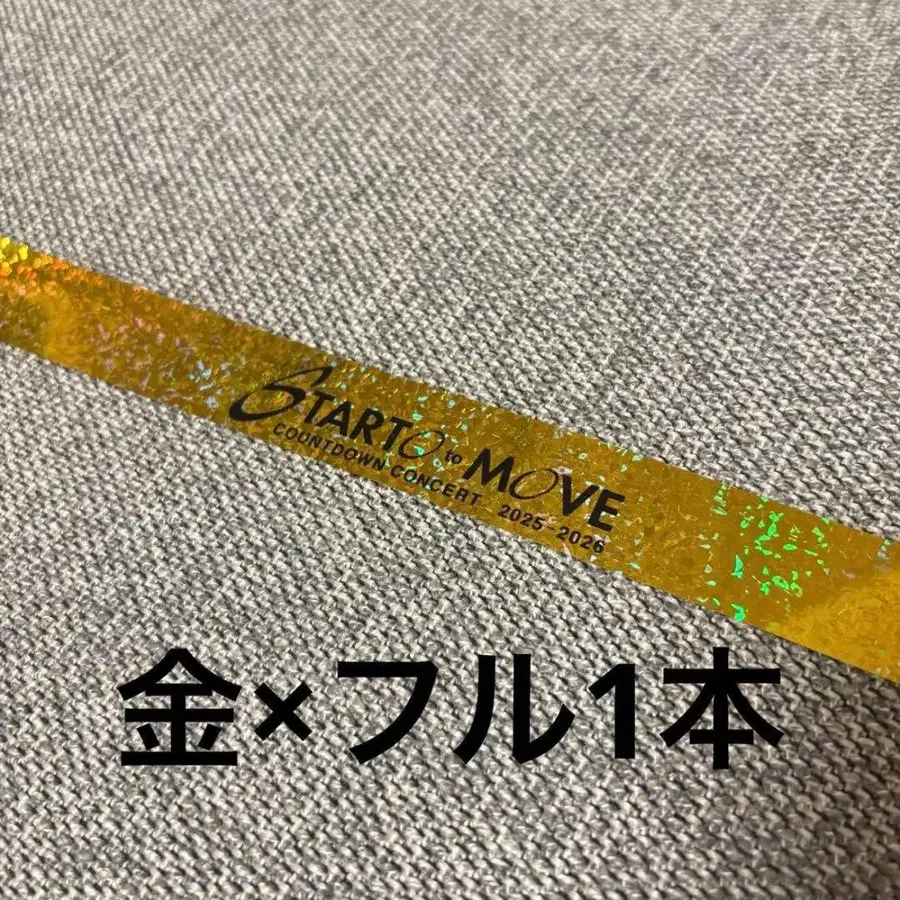 STARTO to MOVE
COUNTDOWN CONCERT 2025-2026
金×フル1本